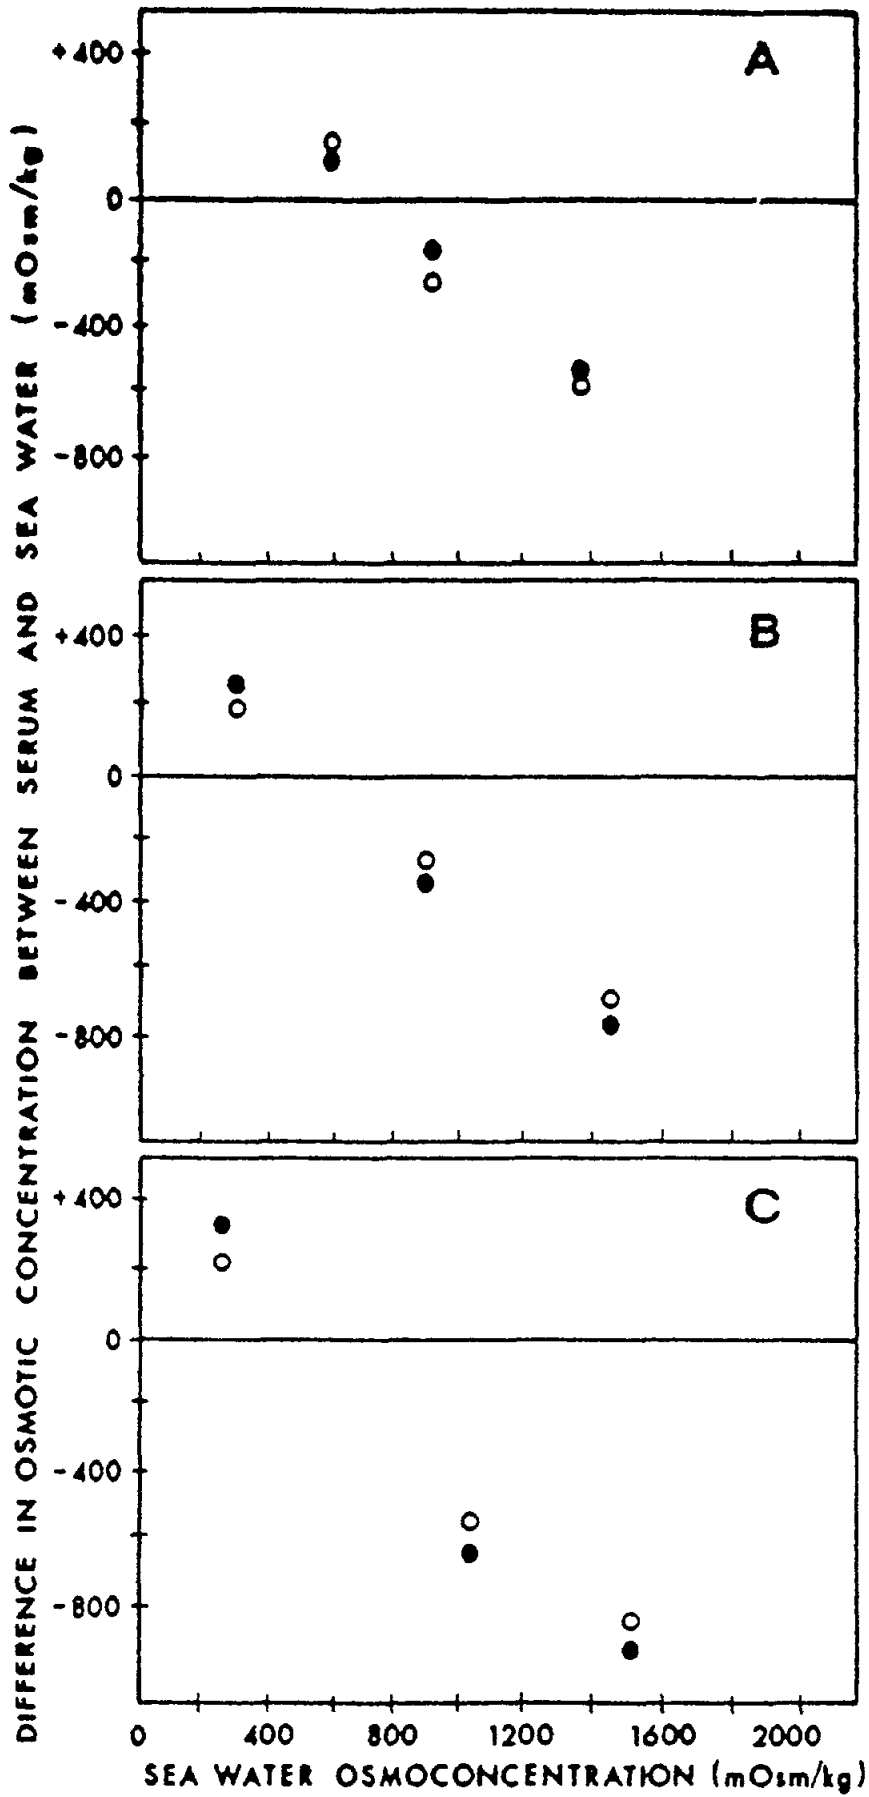 DIFFERENCE IN OSMOTIC CONCENTRATION BETWEEN SERUM AND SEA WATER (mOsm/kg)
A
+400
0
-400
-800
B
+400
0
-400
-800
C
+400
0
-400
-800
0 400 800 1200 1600 2000
SEA WATER OSMOCONCENTRATION (mOsm/kg)